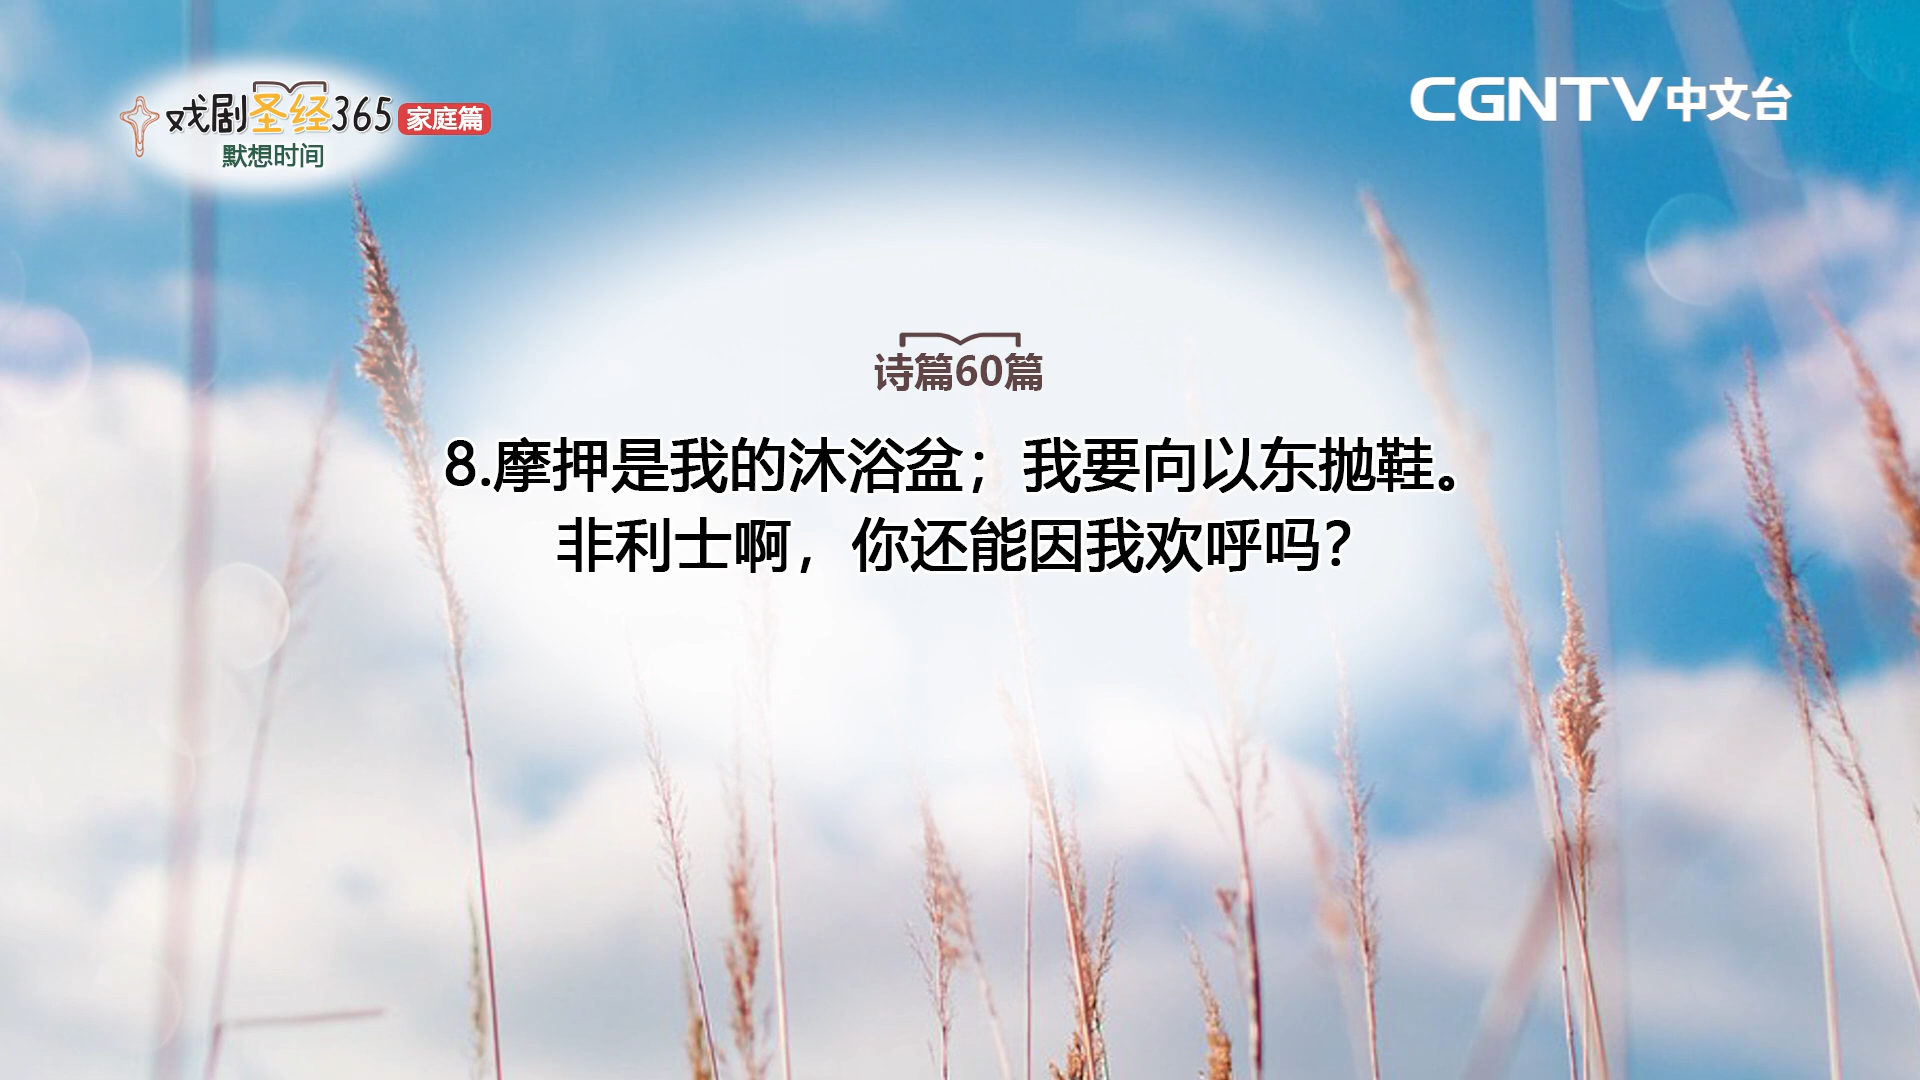 戏剧圣经365 家庭篇
默想时间
CGNTV中文台
诗篇60篇
8.摩押是我的沐浴盆；我要向以东抛鞋。
非利士啊，你还能因我欢呼吗？